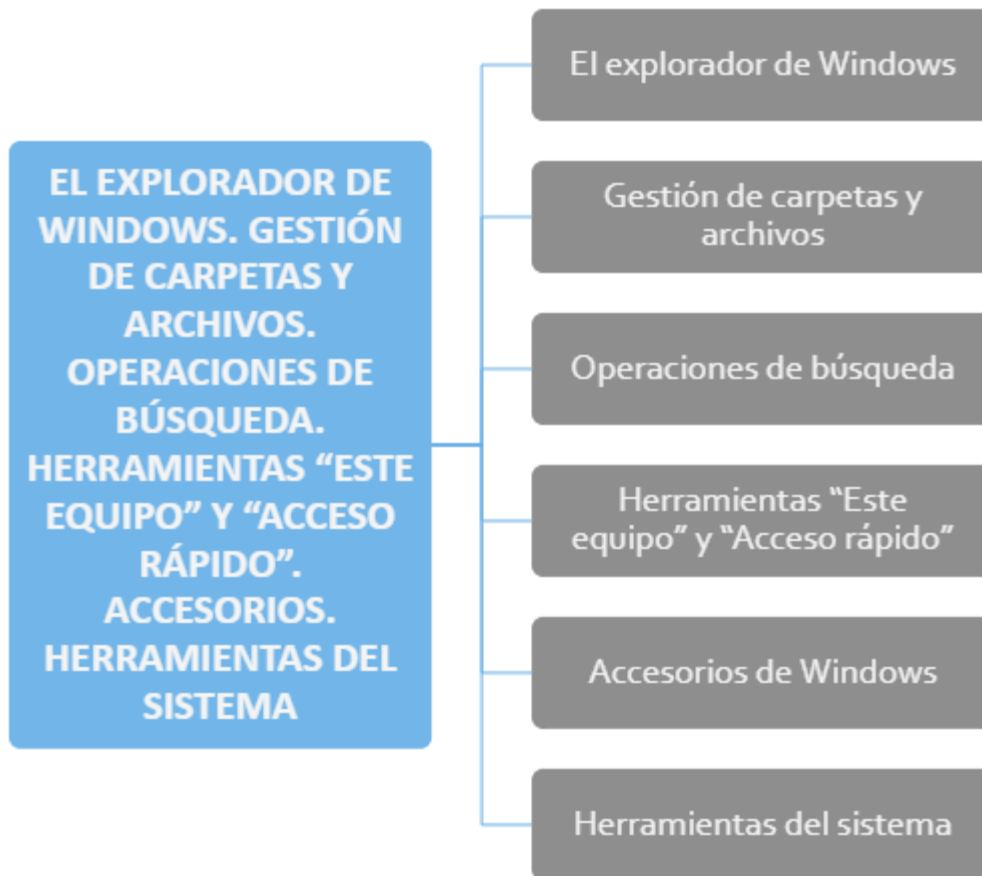 EL EXPLORADOR DE
WINDOWS. GESTIÓN
DE CARPETAS Y
ARCHIVOS.
OPERACIONES DE
BÚSQUEDA.
HERRAMIENTAS “ESTE
EQUIPO” Y “ACCESO
RÁPIDO”.
ACCESORIOS.
HERRAMIENTAS DEL
SISTEMA
El explorador de Windows
Gestión de carpetas y
archivos
Operaciones de búsqueda
Herramientas “Este
equipo” y “Acceso rápido”
Accesorios de Windows
Herramientas del sistema